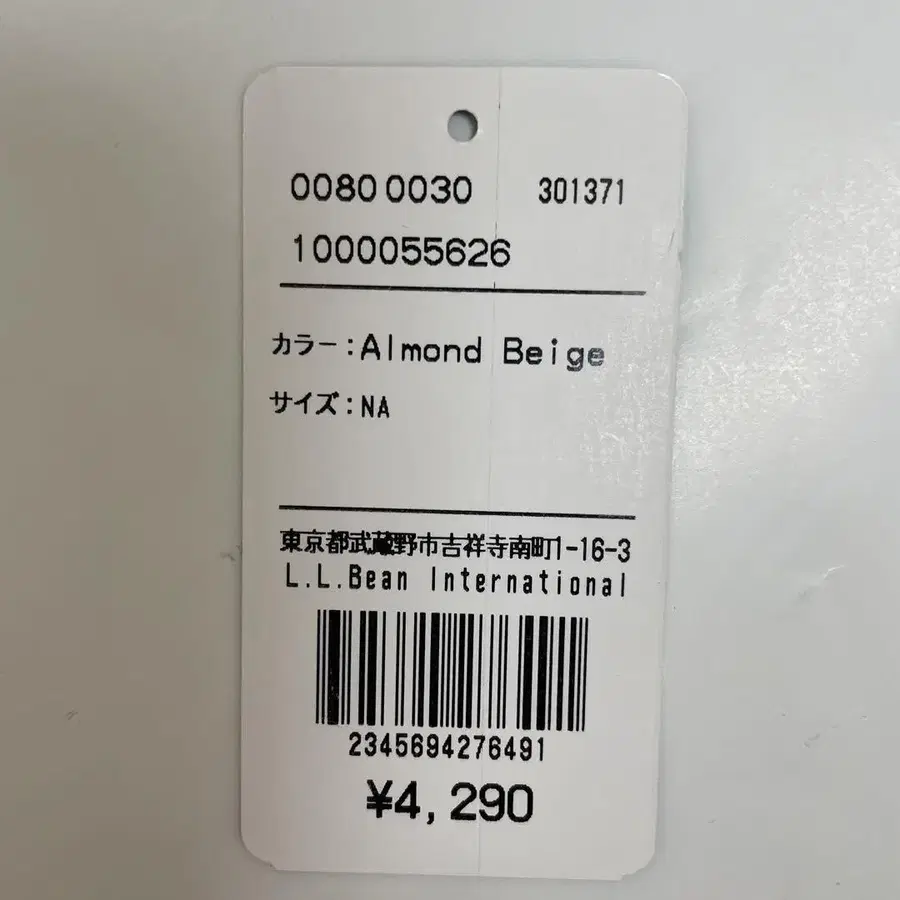 0080 0030 301371
1000055626
カラー：Almond Beige
サイズ：NA
東京都武蔵野市吉祥寺南町1-16-3
L.L.Bean International
2345694276491
¥4,290